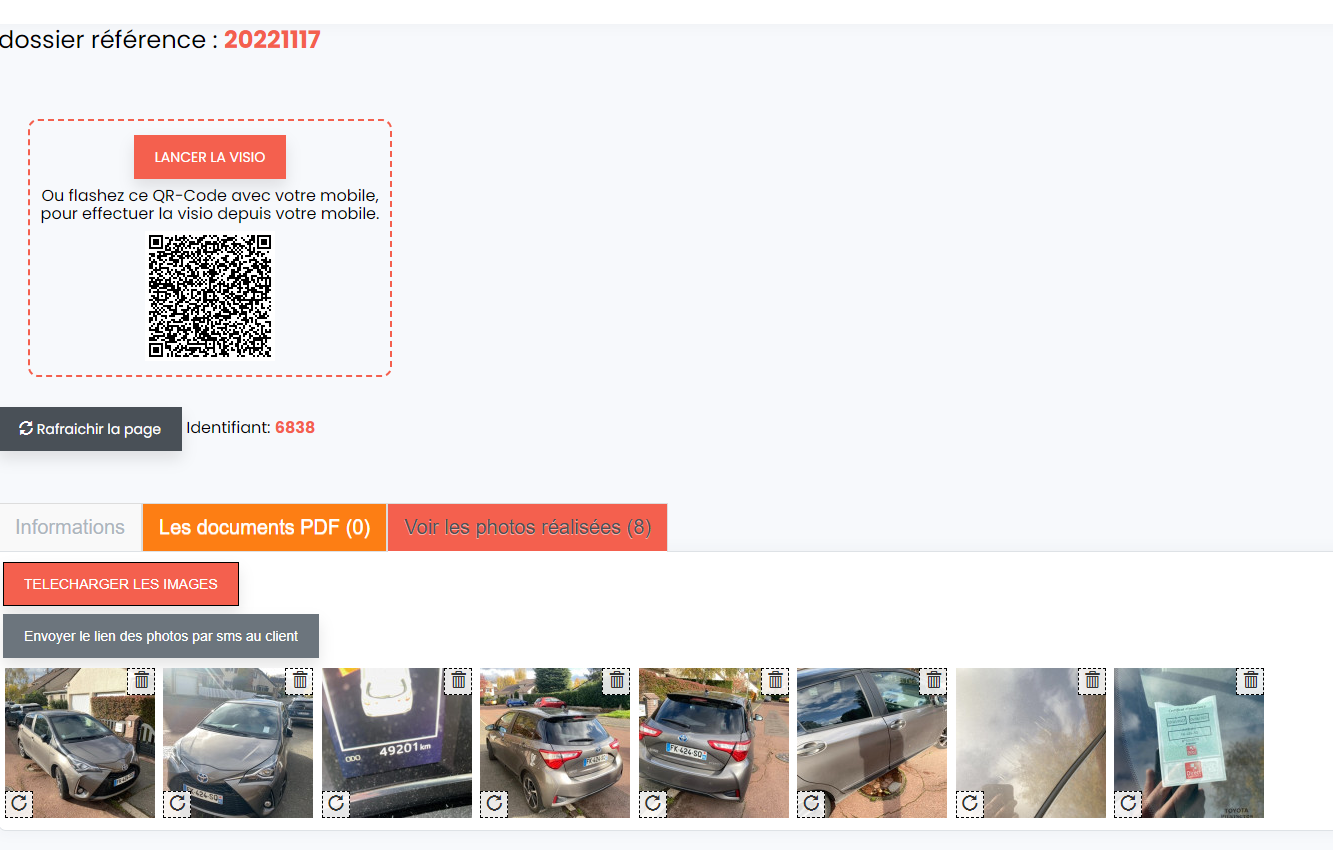 dossier référence : 20221117
LANCER LA VISIO
Ou flashez ce QR-Code avec votre mobile,
pour effectuer la visio depuis votre mobile.
Rafraichir la page Identifiant: 6838
Informations Les documents PDF (0) Voir les photos réalisées (8)
TELECHARGER LES IMAGES
Envoyer le lien des photos par sms au client
49201 km
ODO
FK-424-SQ
TOYOTA